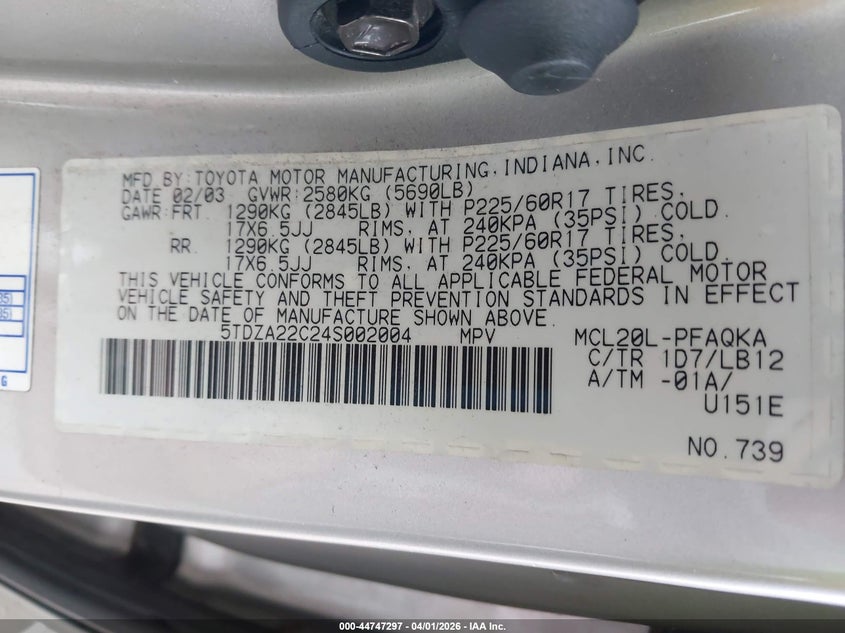 MFD.BY:TOYOTA MOTOR MANUFACTURING,INDIANA,INC.
DATE 02/03 GVWR:2580KG (5690LB)
GAWR:FRT. 1290KG (2845LB) WITH P225/60R17 TIRES,
17X6.5JJ RIMS, AT 240KPA (35PSI) COLD.
RR. 1290KG (2845LB) WITH P225/60R17 TIRES,
17X6.5JJ RIMS, AT 240KPA (35PSI) COLD.
THIS VEHICLE CONFORMS TO ALL APPLICABLE FEDERAL MOTOR
VEHICLE SAFETY AND THEFT PREVENTION STANDARDS IN EFFECT
ON THE DATE OF MANUFACTURE SHOWN ABOVE.
5TDZA22C24S002004 MPV MCL20L-PFAQKA
C/TR 1D7/LB12
A/TM -01A/
U151E
NO.739
000-44747297 - 04/01/2026 - IAA Inc.